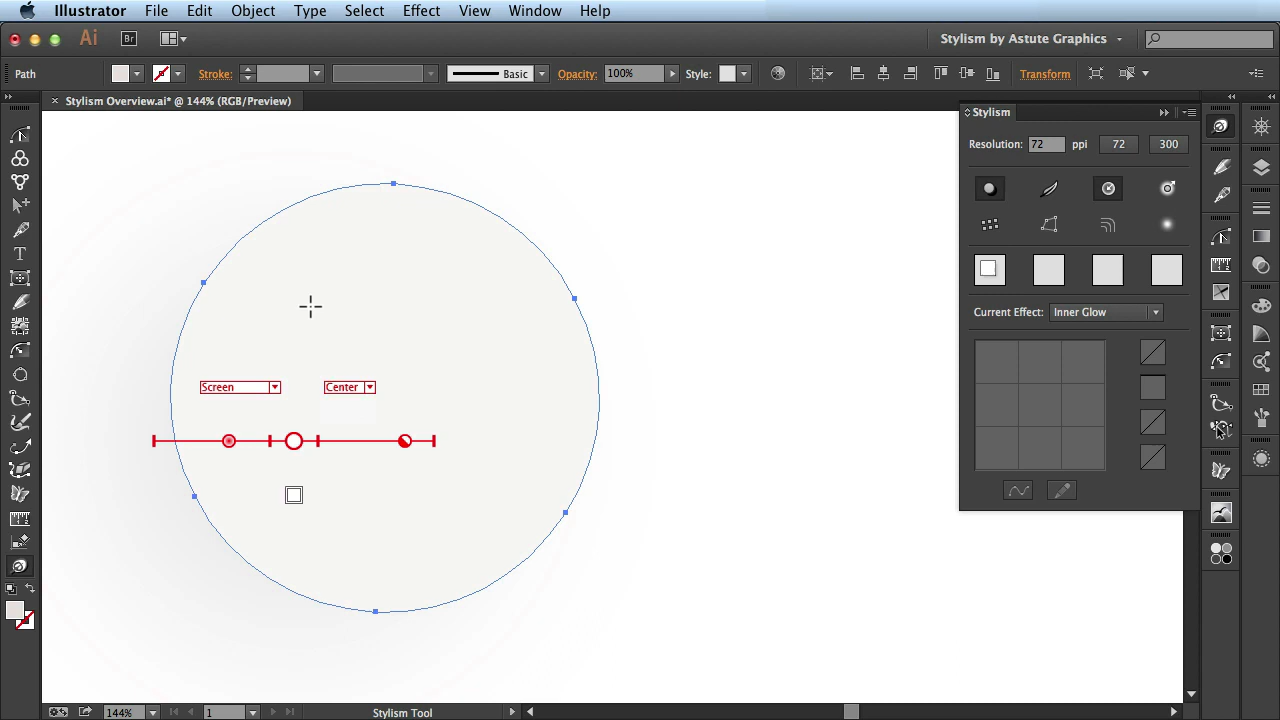 Illustrator File Edit Object Type Select Effect View Window Help
Ai Br Stylism by Astute Graphics
Path Stroke: Basic Opacity: 100% Style: Transform
× Stylism Overview.ai* @ 144% (RGB/Preview)
Stylism
Resolution: 72 ppi 72 300
Current Effect: Inner Glow
Screen Center
144% 1 Stylism Tool